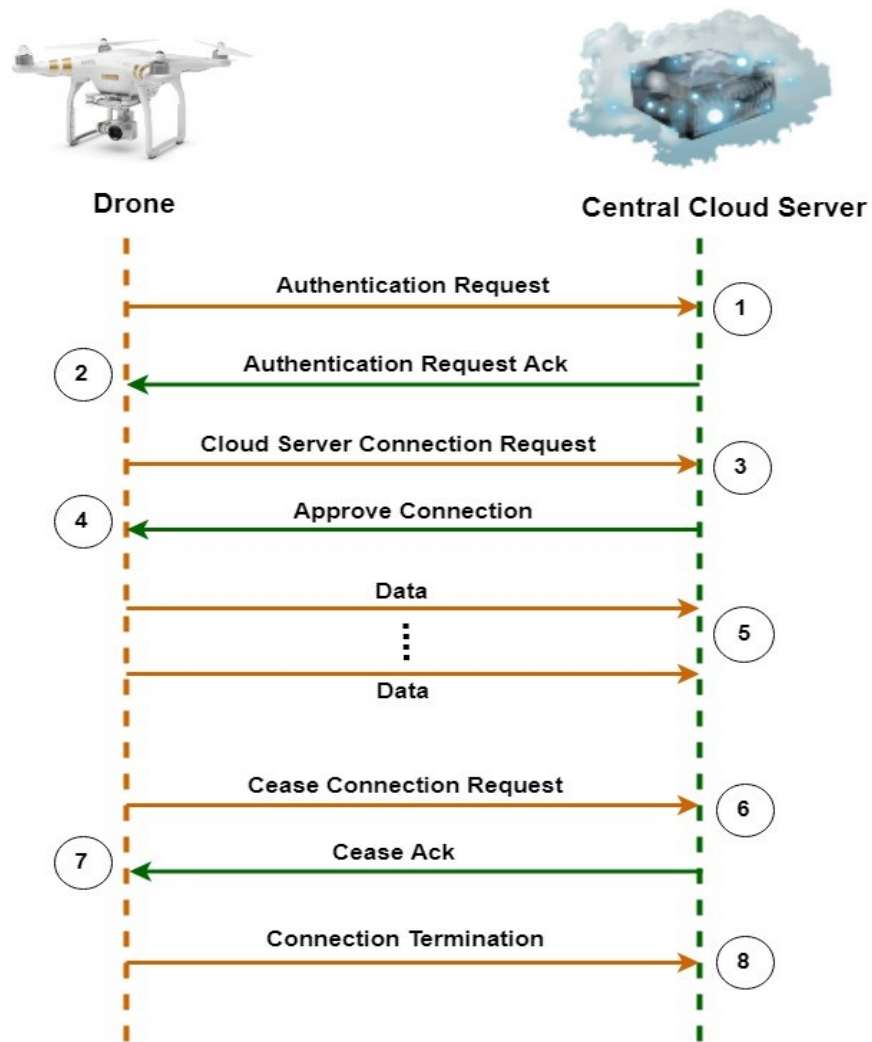 Drone
Central Cloud Server
Authentication Request
1
2
Authentication Request Ack
Cloud Server Connection Request
3
4
Approve Connection
Data
5
Data
Cease Connection Request
6
7
Cease Ack
Connection Termination
8